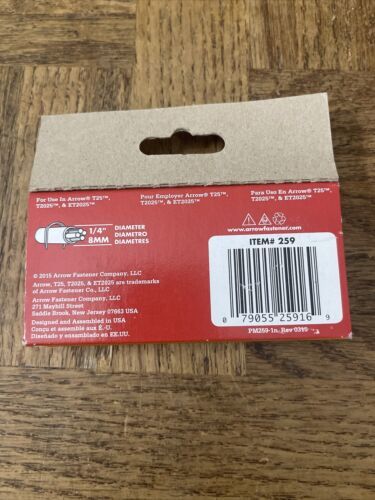 For Use In Arrow® T25™,
T2025™, & ET2025™
Pour Employer Arrow® T25™,
T2025™, & ET2025™
Para Uso En Arrow® T25™,
T2025™, & ET2025™
1/4"
8MM
DIAMETER
DIAMETRO
DIAMETRES
www.arrowfastener.com
ITEM# 259
© 2015 Arrow Fastener Company, LLC
Arrow, T25, T2025, & ET2025 are trademarks
of Arrow Fastener Co., LLC
Arrow Fastener Company, LLC
271 Mayhill Street
Saddle Brook, New Jersey 07663 USA
Designed and Assembled in USA
Conçu et assemblé aux É.-U.
Diseñado y ensamblado en EE.UU.
0 79055 25916 9
PM259-1n, Rev 0315